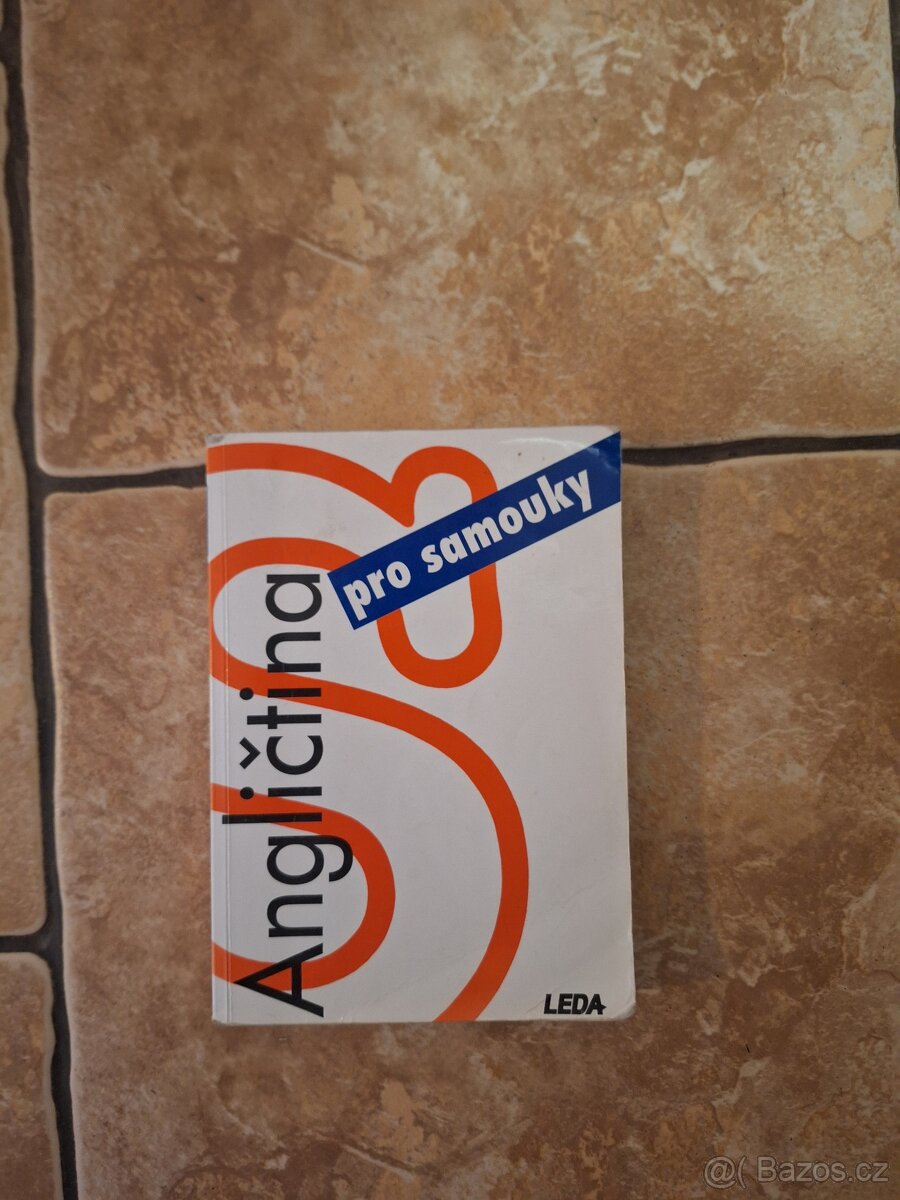 Angličtina
pro samouky
LEDA
@( Bazos.cz